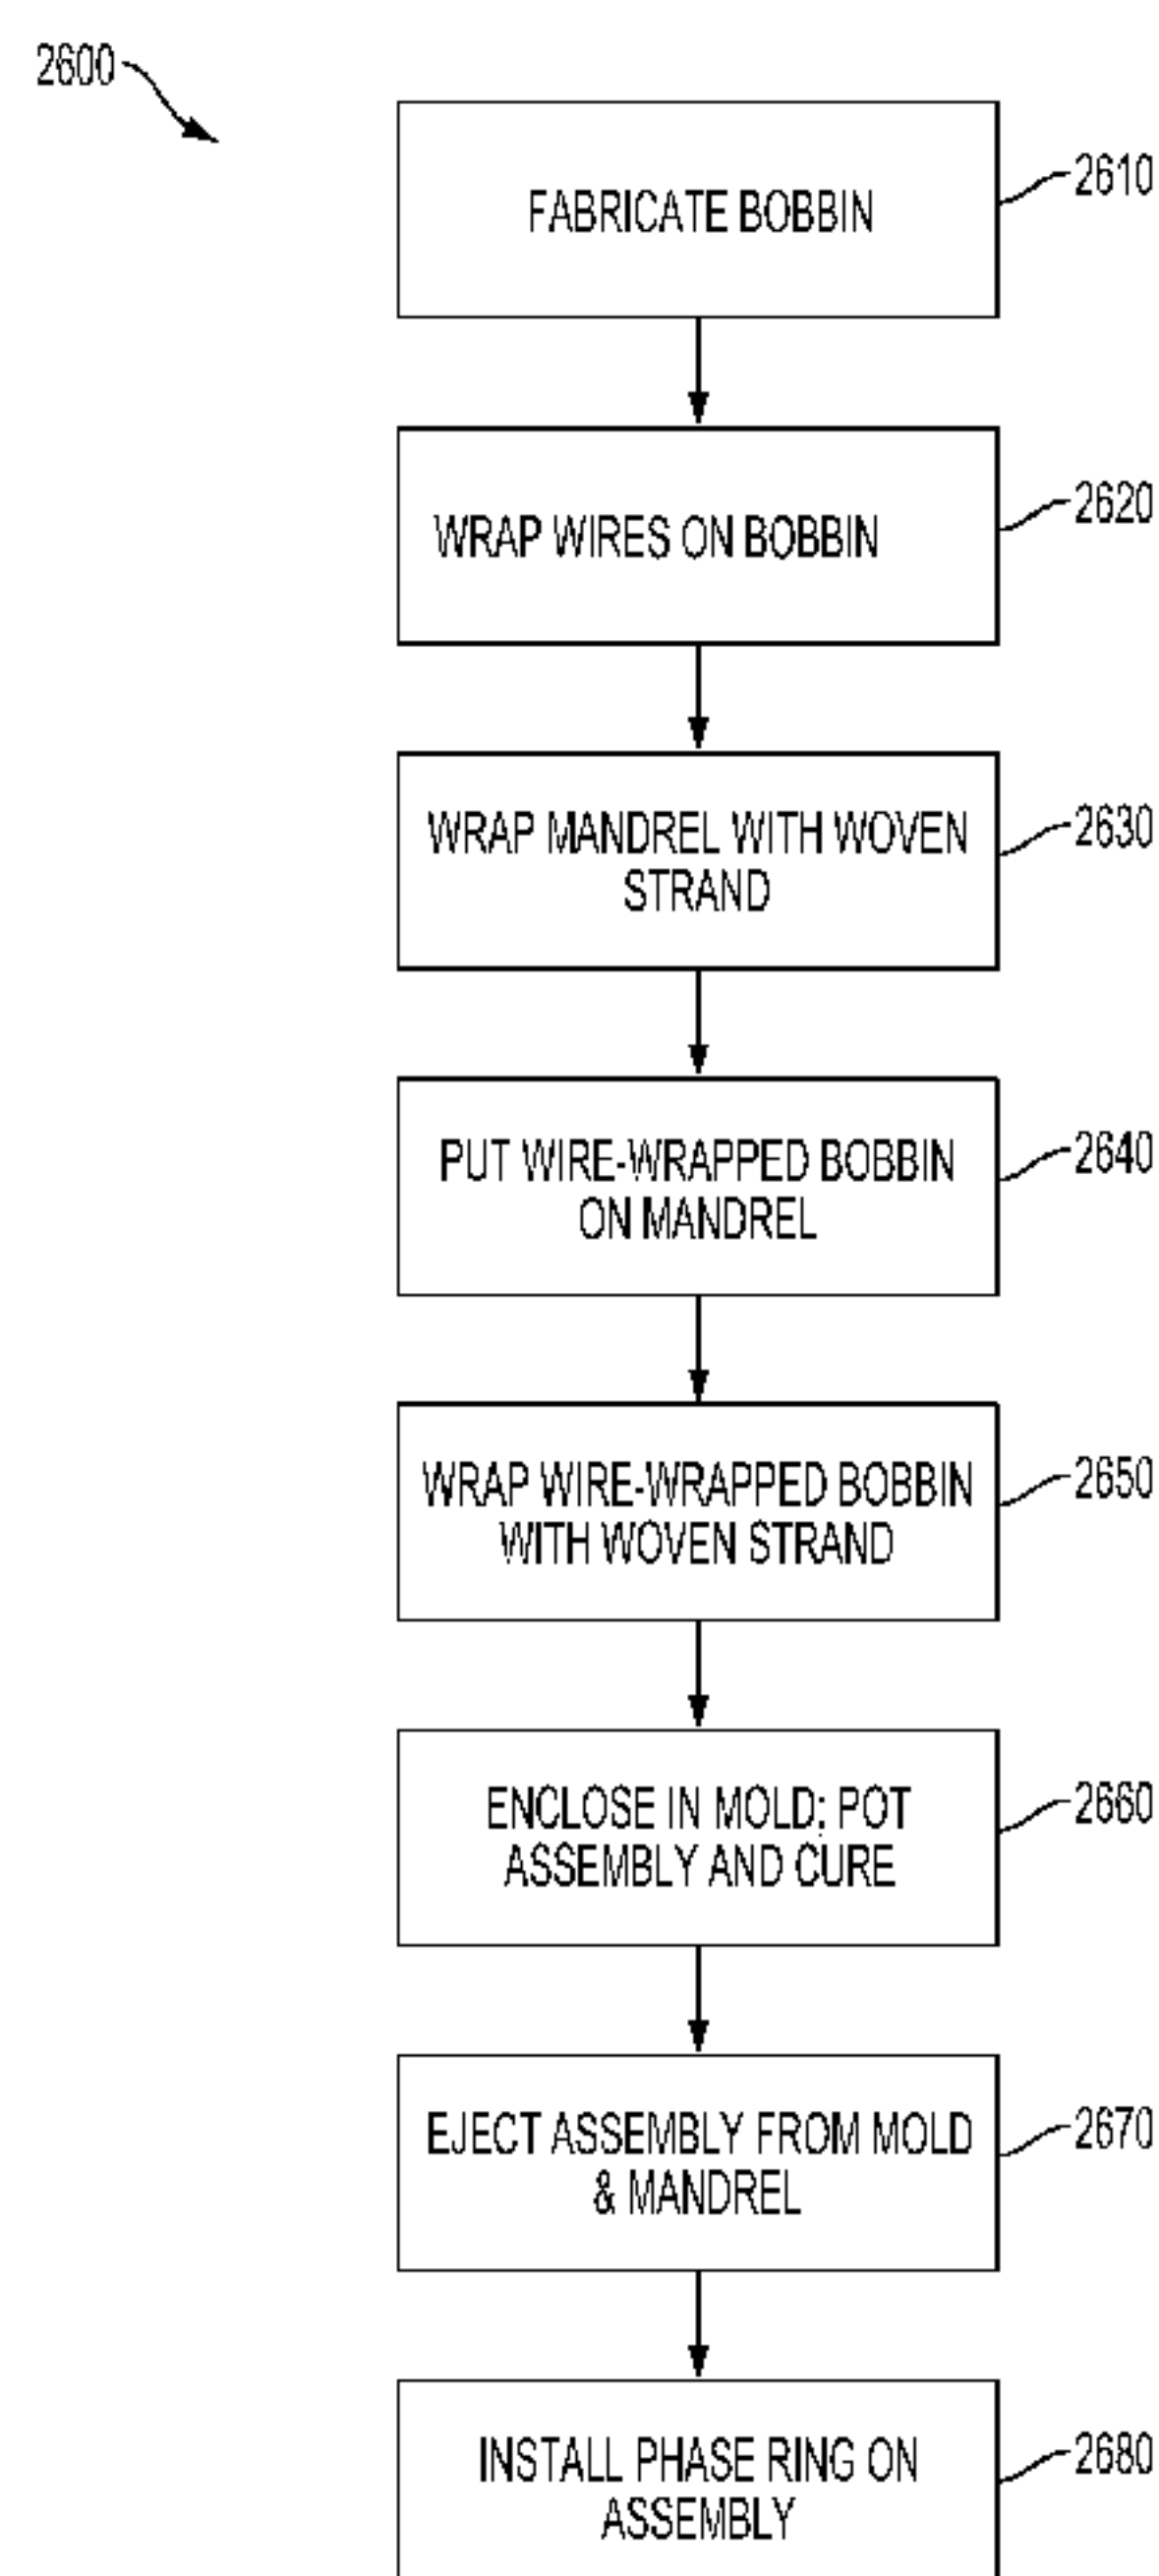 2600
FABRICATE BOBBIN
2610
WRAP WIRES ON BOBBIN
2620
WRAP MANDREL WITH WOVEN
STRAND
2630
PUT WIRE-WRAPPED BOBBIN
ON MANDREL
2640
WRAP WIRE-WRAPPED BOBBIN
WITH WOVEN STRAND
2650
ENCLOSE IN MOLD; POT
ASSEMBLY AND CURE
2660
EJECT ASSEMBLY FROM MOLD
& MANDREL
2670
INSTALL PHASE RING ON
ASSEMBLY
2680